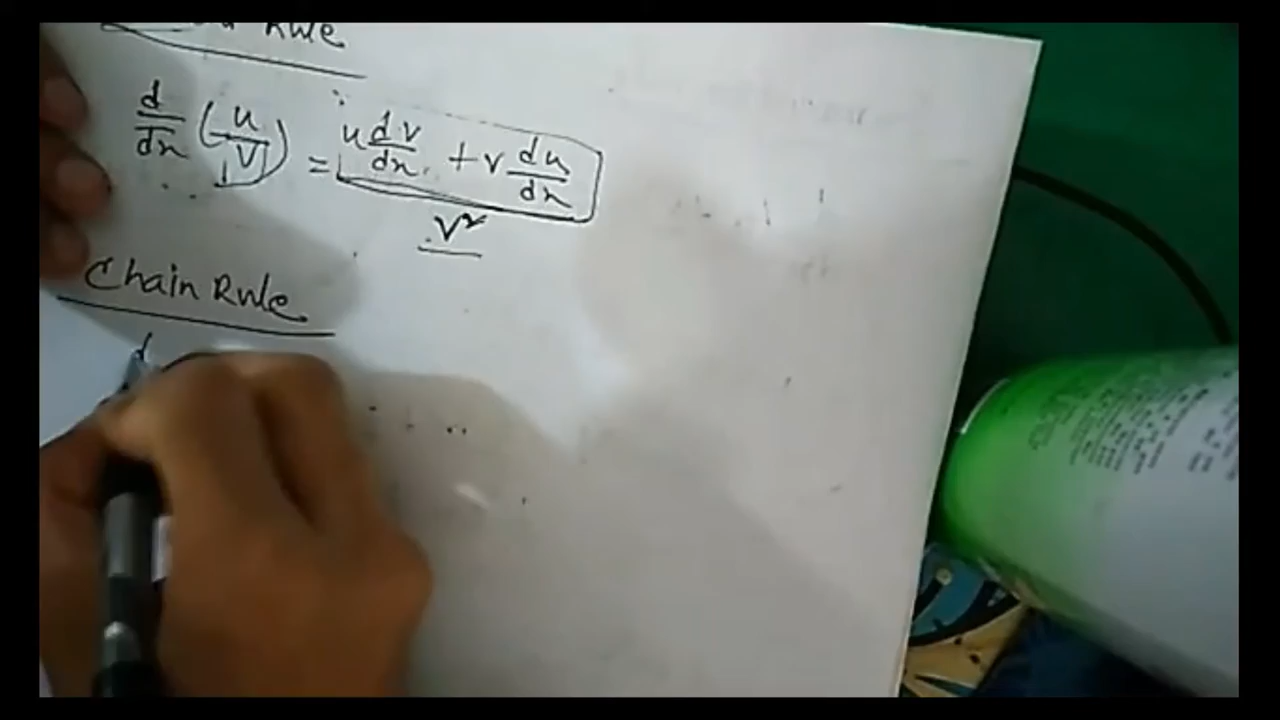 Rule
d/dx (u/v) = (u dv/dx + v du/dx) / v²
Chain Rule
d